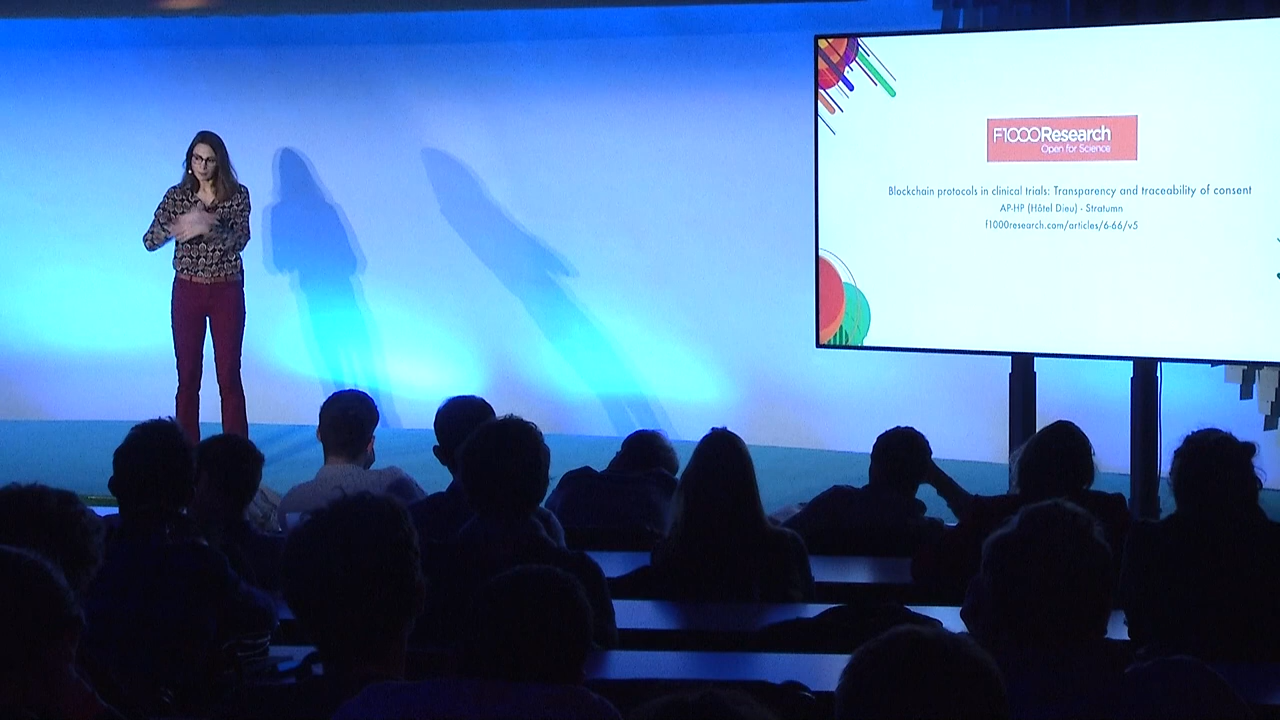 F1000Research
Open for Science
Blockchain protocols in clinical trials: Transparency and traceability of consent
AP-HP (Hôtel Dieu) - Stratumn
f1000research.com/articles/6-66/v5